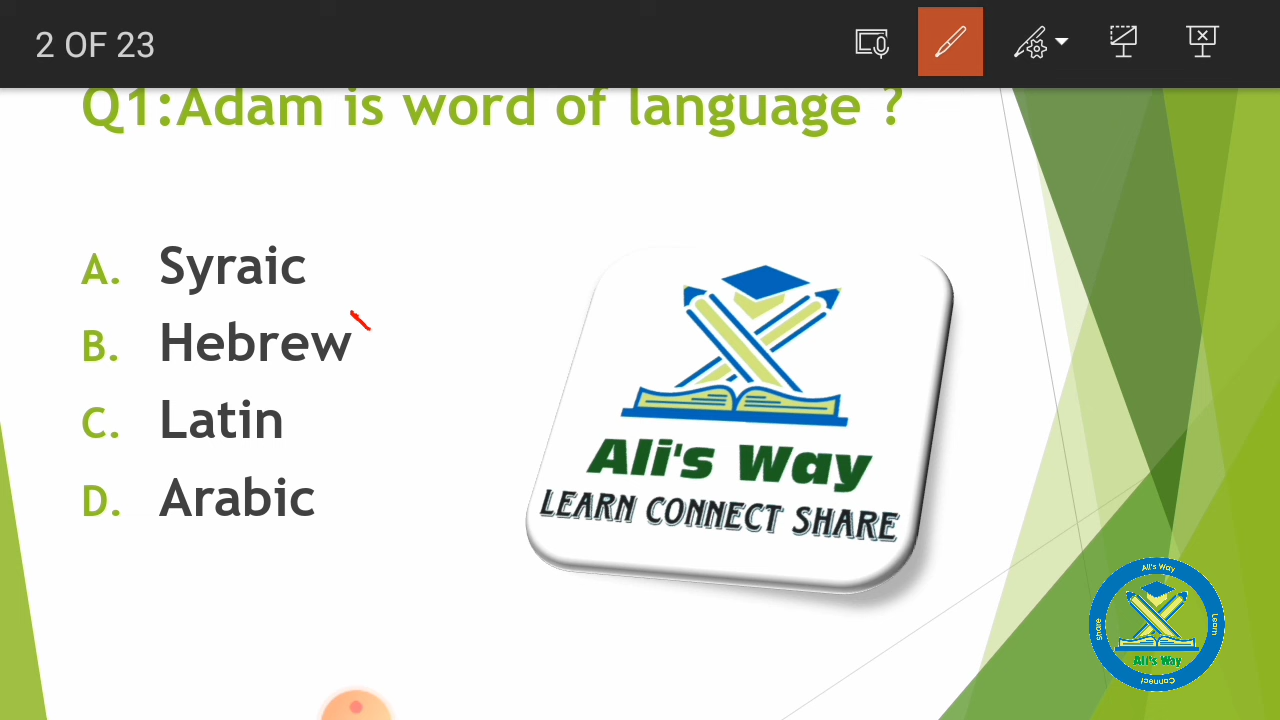 2 OF 23
Q1:Adam is word of language ?
A. Syraic
B. Hebrew
C. Latin
D. Arabic
Ali's Way
LEARN CONNECT SHARE
Ali's Way
share
Learn
Ali's Way
Connect